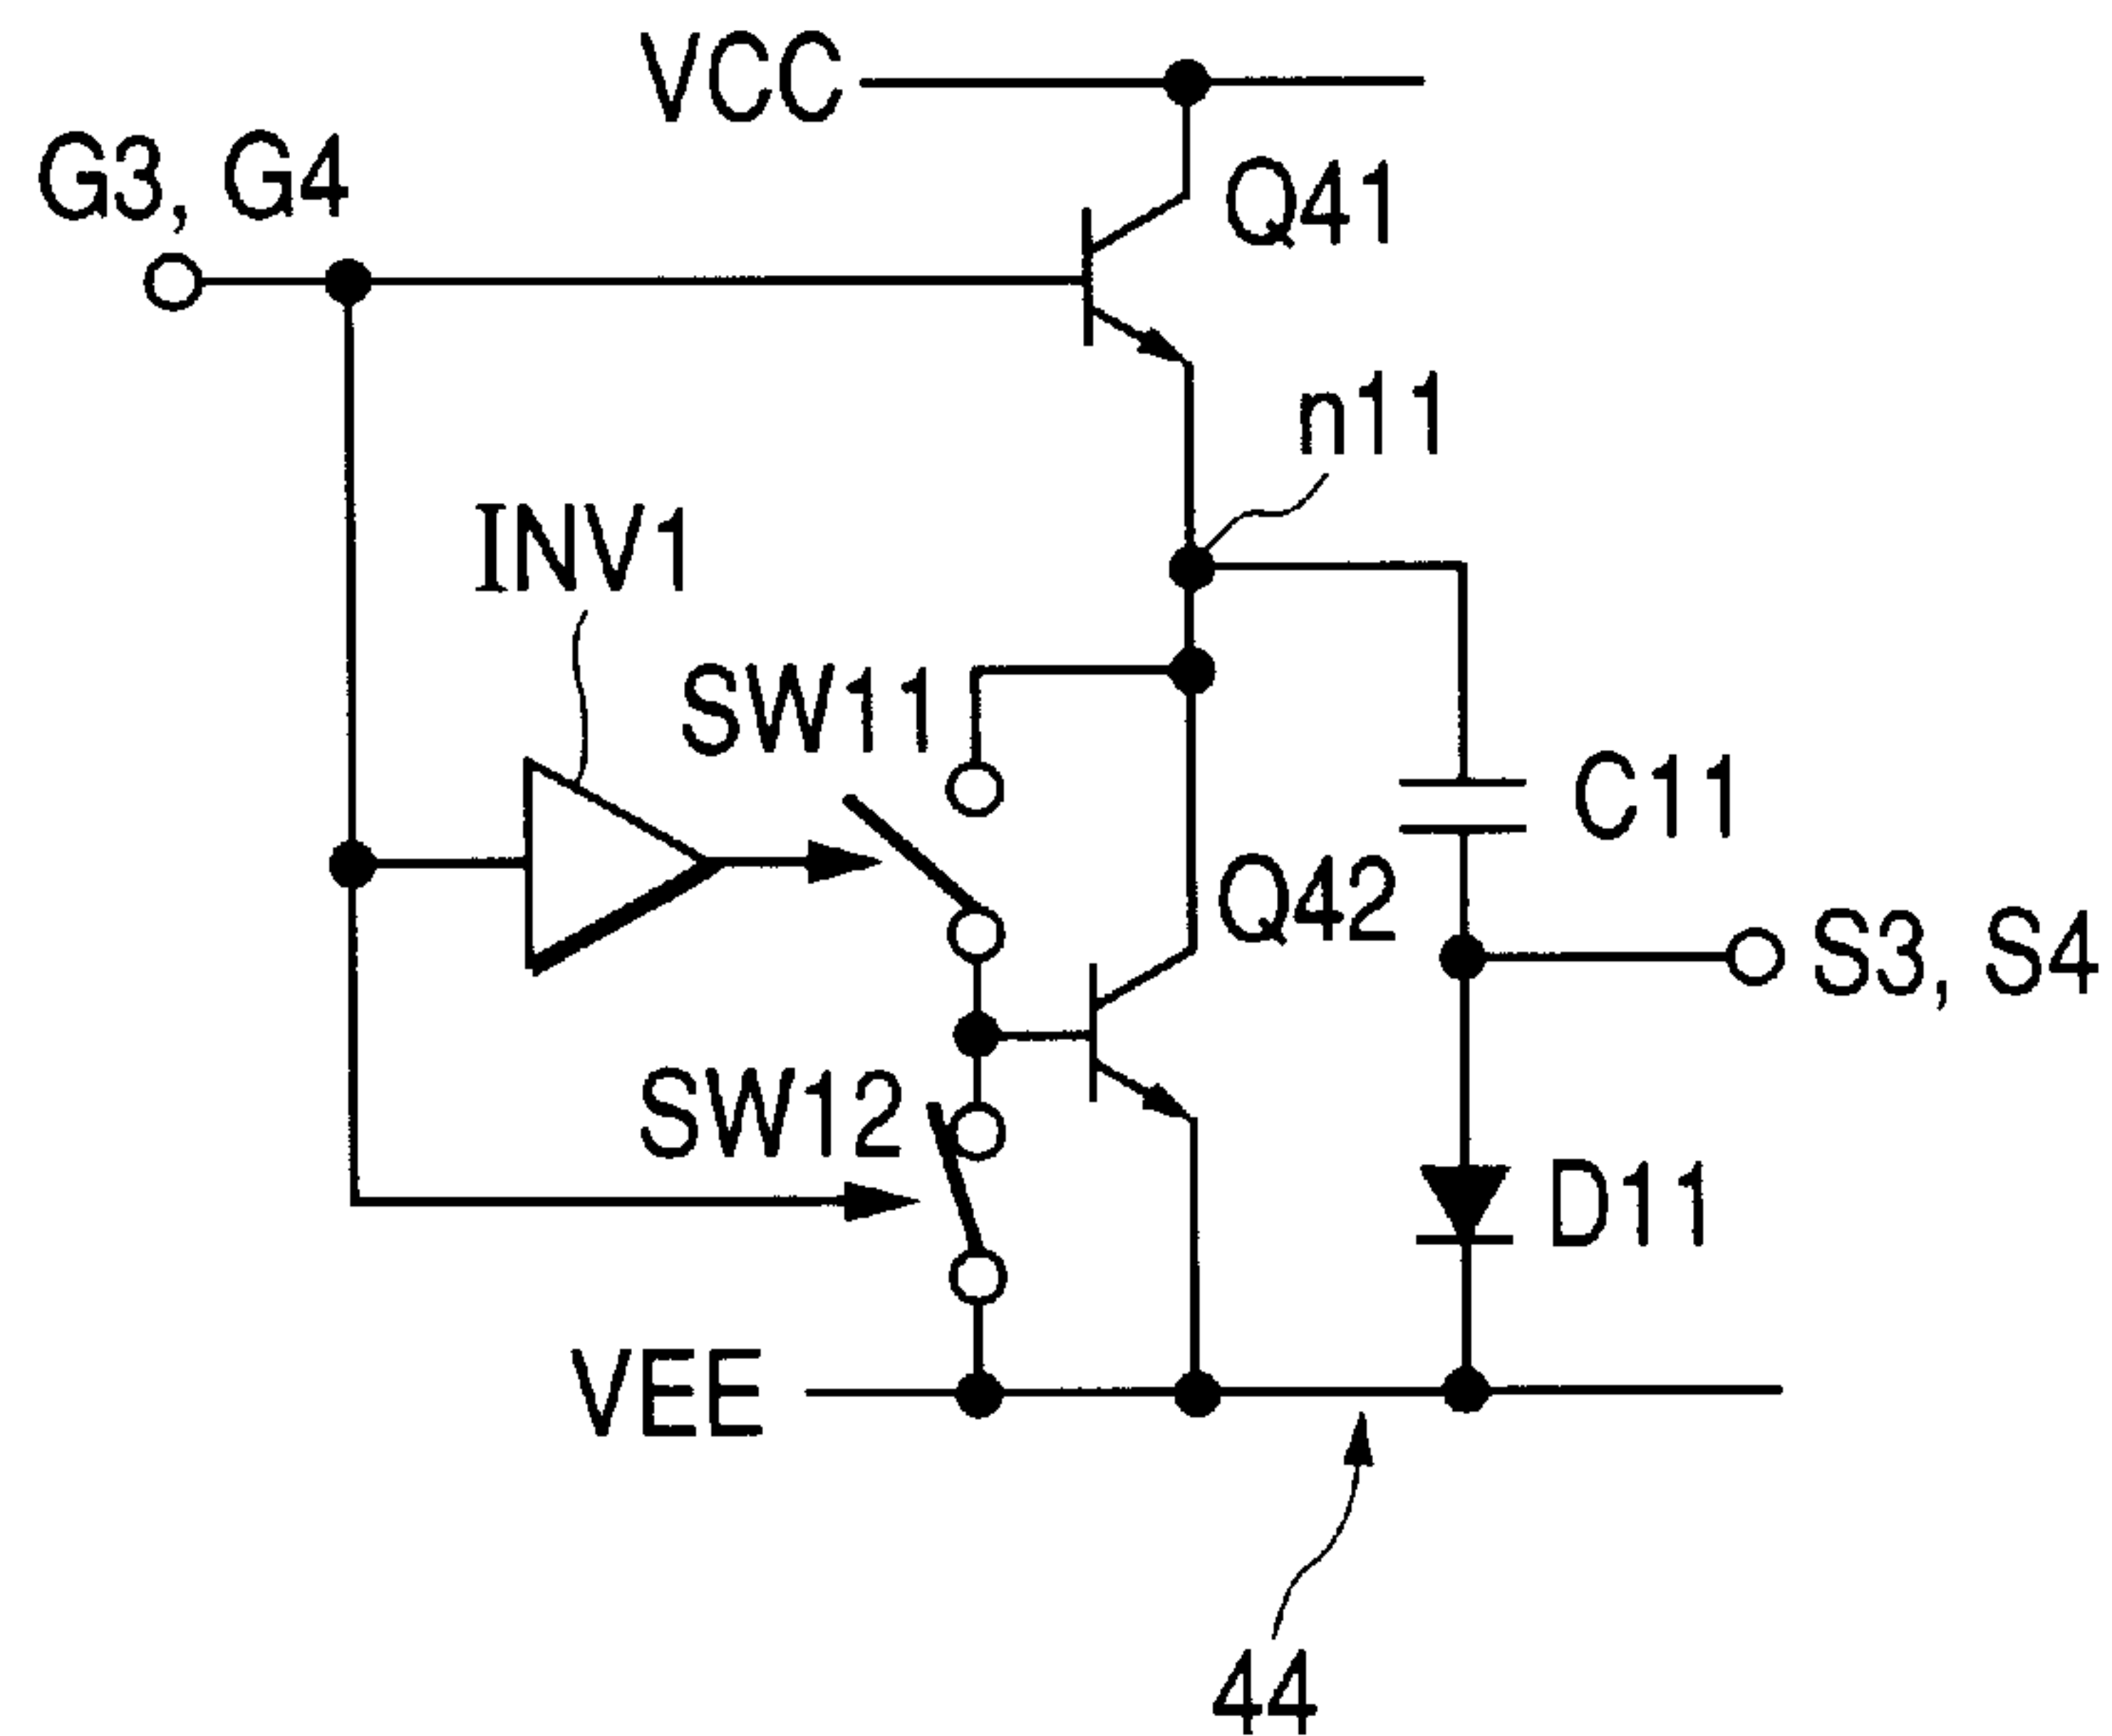 VCC
G3, G4
Q41
n11
INV1
SW11
C11
Q42
S3, S4
SW12
D11
VEE
44